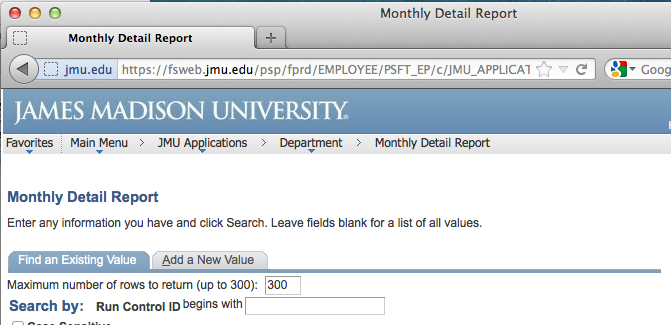 Monthly Detail Report
Monthly Detail Report
jmu.edu https://fsweb.jmu.edu/psp/fprd/EMPLOYEE/PSFT_EP/c/JMU_APPLICAT Goog
JAMES MADISON UNIVERSITY.
Favorites Main Menu > JMU Applications > Department > Monthly Detail Report
Monthly Detail Report
Enter any information you have and click Search. Leave fields blank for a list of all values.
Find an Existing Value Add a New Value
Maximum number of rows to return (up to 300): 300
Search by: Run Control ID begins with
Case Sensitive